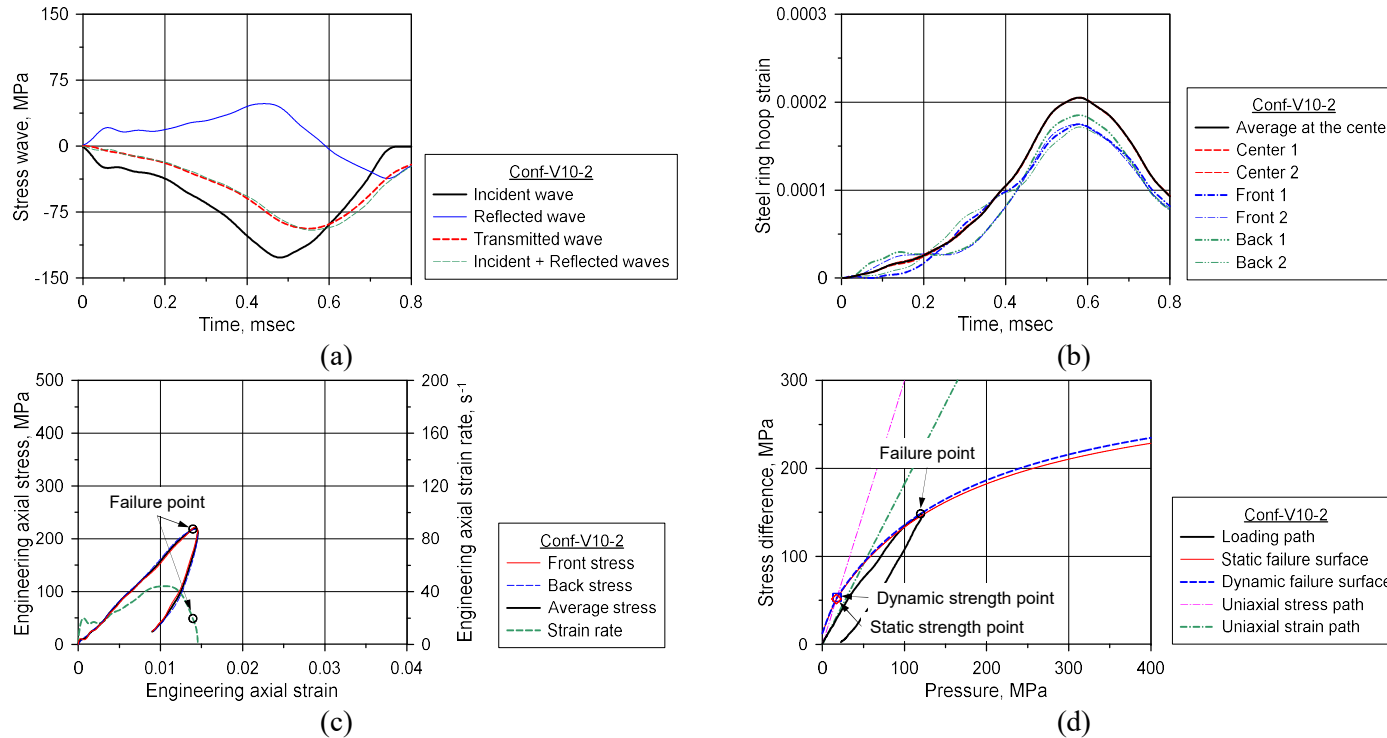 150
75
0
-75
-150
Stress wave, MPa
0
0.2
0.4
0.6
0.8
Time, msec
Conf-V10-2
Incident wave
Reflected wave
Transmitted wave
Incident + Reflected waves
(a)
0.0003
0.0002
0.0001
0
Steel ring hoop strain
0
0.2
0.4
0.6
0.8
Time, msec
Conf-V10-2
Average at the cente
Center 1
Center 2
Front 1
Front 2
Back 1
Back 2
(b)
500
400
300
200
100
0
Engineering axial stress, MPa
200
160
120
80
40
0
Engineering axial strain rate, s⁻¹
Failure point
0
0.01
0.02
0.03
0.04
Engineering axial strain
Conf-V10-2
Front stress
Back stress
Average stress
Strain rate
(c)
300
200
100
0
Stress difference, MPa
Failure point
Dynamic strength point
Static strength point
0
100
200
300
400
Pressure, MPa
Conf-V10-2
Loading path
Static failure surface
Dynamic failure surface
Uniaxial stress path
Uniaxial strain path
(d)